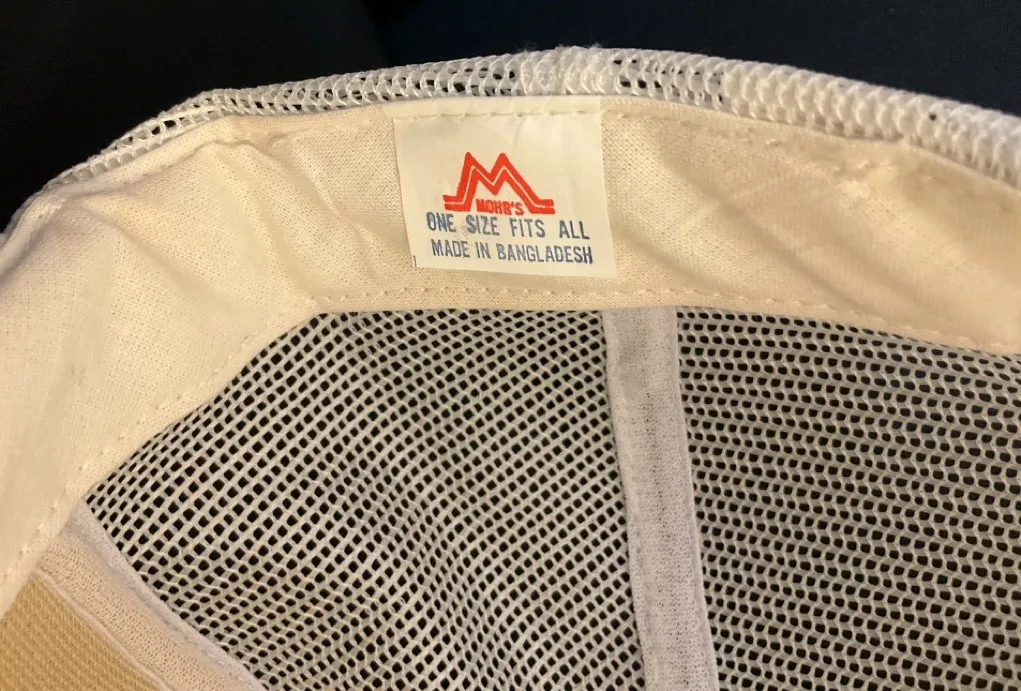 M
MOHR'S
ONE SIZE FITS ALL
MADE IN BANGLADESH